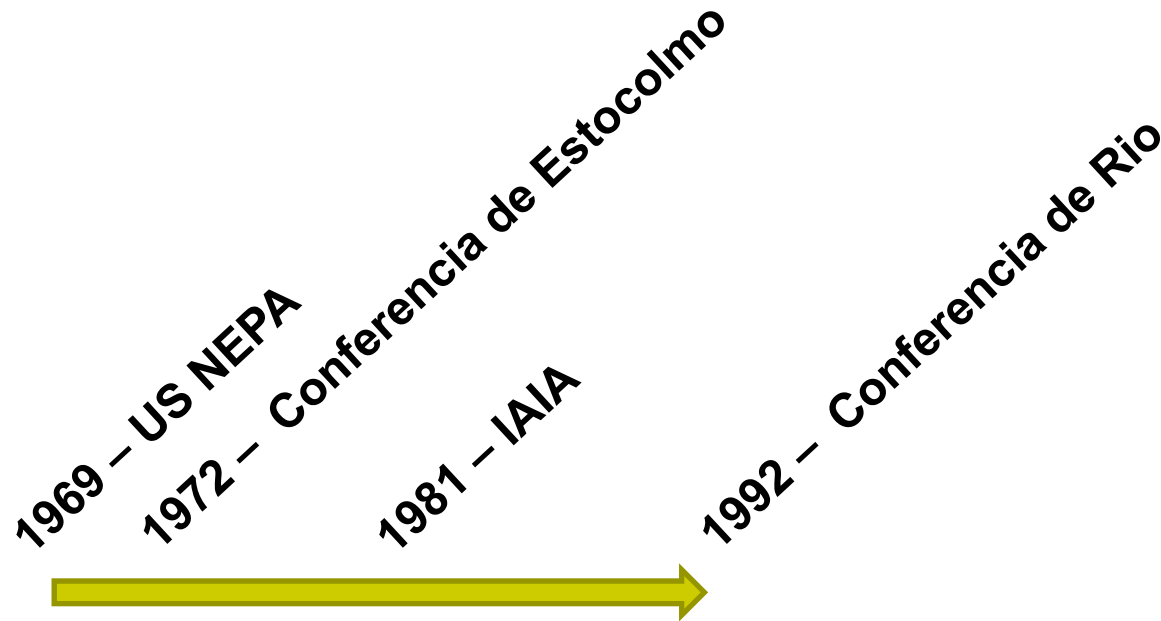 1969 – US NEPA
1972 – Conferencia de Estocolmo
1981 – IAIA
1992 – Conferencia de Rio